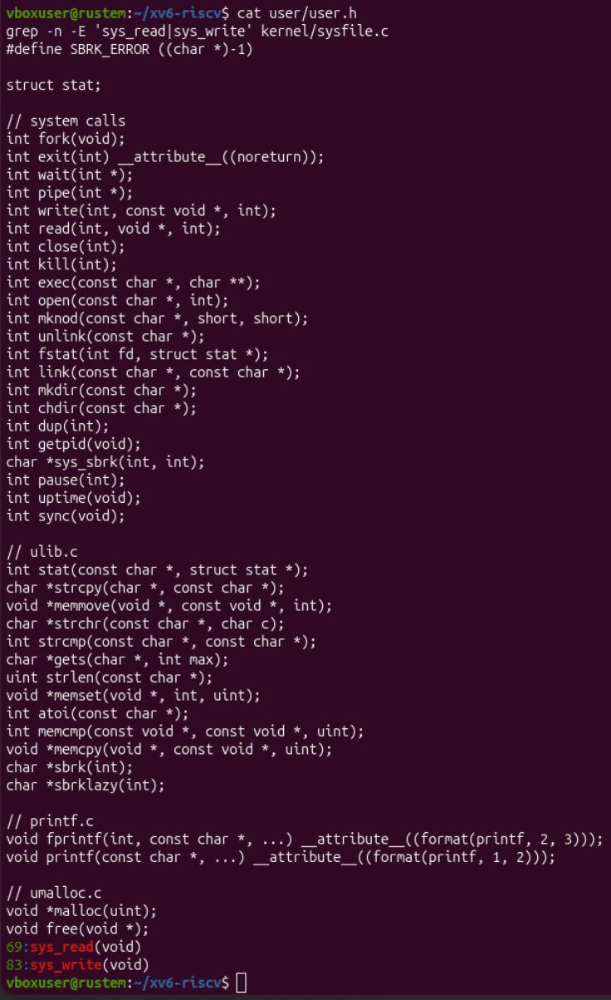 vboxuser@rustem:~/xv6-riscv$ cat user/user.h
grep -n -E 'sys_read|sys_write' kernel/sysfile.c
#define SBRK_ERROR ((char *)-1)
struct stat;
// system calls
int fork(void);
int exit(int) __attribute__((noreturn));
int wait(int *);
int pipe(int *);
int write(int, const void *, int);
int read(int, void *, int);
int close(int);
int kill(int);
int exec(const char *, char **);
int open(const char *, int);
int mknod(const char *, short, short);
int unlink(const char *);
int fstat(int fd, struct stat *);
int link(const char *, const char *);
int mkdir(const char *);
int chdir(const char *);
int dup(int);
int getpid(void);
char *sys_sbrk(int, int);
int pause(int);
int uptime(void);
int sync(void);
// ulib.c
int stat(const char *, struct stat *);
char *strcpy(char *, const char *);
void *memmove(void *, const void *, int);
char *strchr(const char *, char c);
int strcmp(const char *, const char *);
char *gets(char *, int max);
uint strlen(const char *);
void *memset(void *, int, uint);
int atoi(const char *);
int memcmp(const void *, const void *, uint);
void *memcpy(void *, const void *, uint);
char *sbrk(int);
char *sbrklazy(int);
// printf.c
void fprintf(int, const char *, ...) __attribute__((format(printf, 2, 3)));
void printf(const char *, ...) __attribute__((format(printf, 1, 2)));
// umalloc.c
void *malloc(uint);
void free(void *);
69:sys_read(void)
83:sys_write(void)
vboxuser@rustem:~/xv6-riscv$